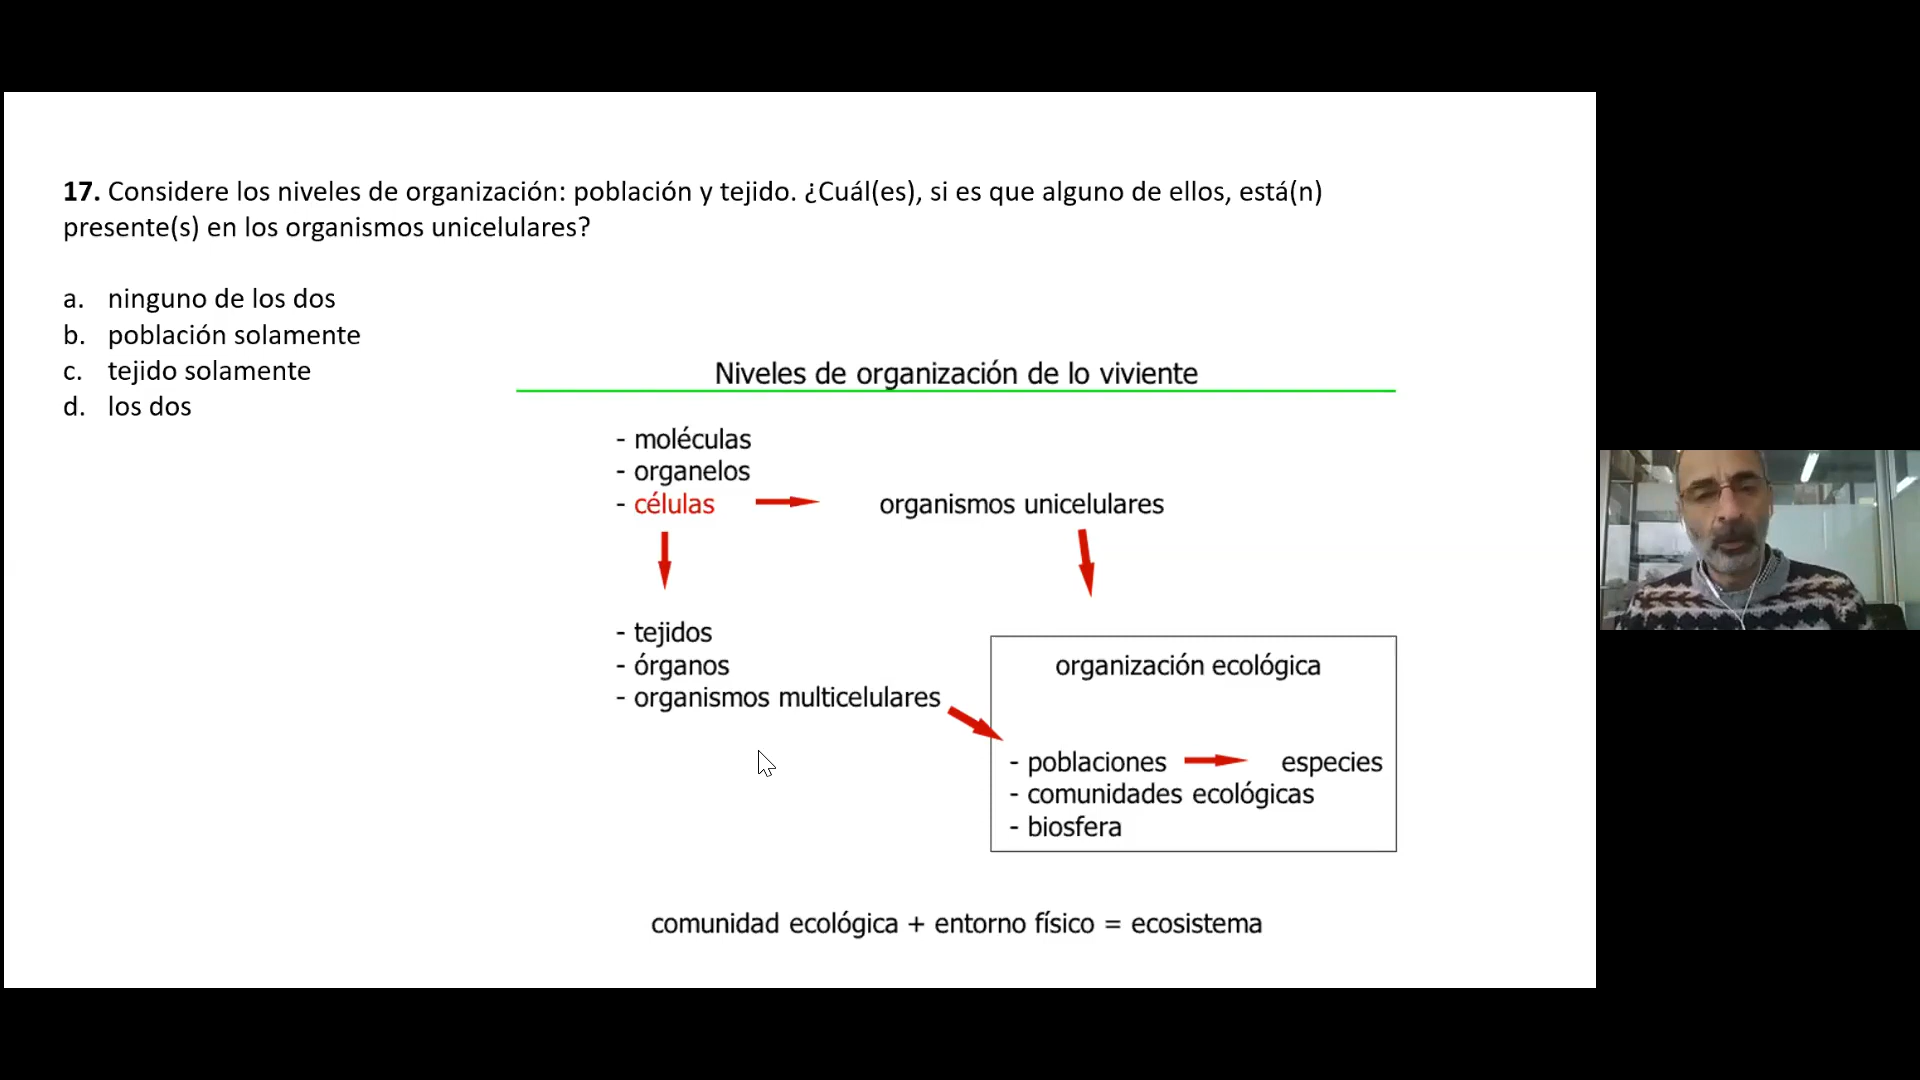 17. Considere los niveles de organización: población y tejido. ¿Cuál(es), si es que alguno de ellos, está(n)
presente(s) en los organismos unicelulares?
a. ninguno de los dos
b. población solamente
c. tejido solamente
d. los dos
Niveles de organización de lo viviente
- moléculas
- organelos
- células
organismos unicelulares
- tejidos
- órganos
- organismos multicelulares
organización ecológica
- poblaciones
especies
- comunidades ecológicas
- biosfera
comunidad ecológica + entorno físico = ecosistema